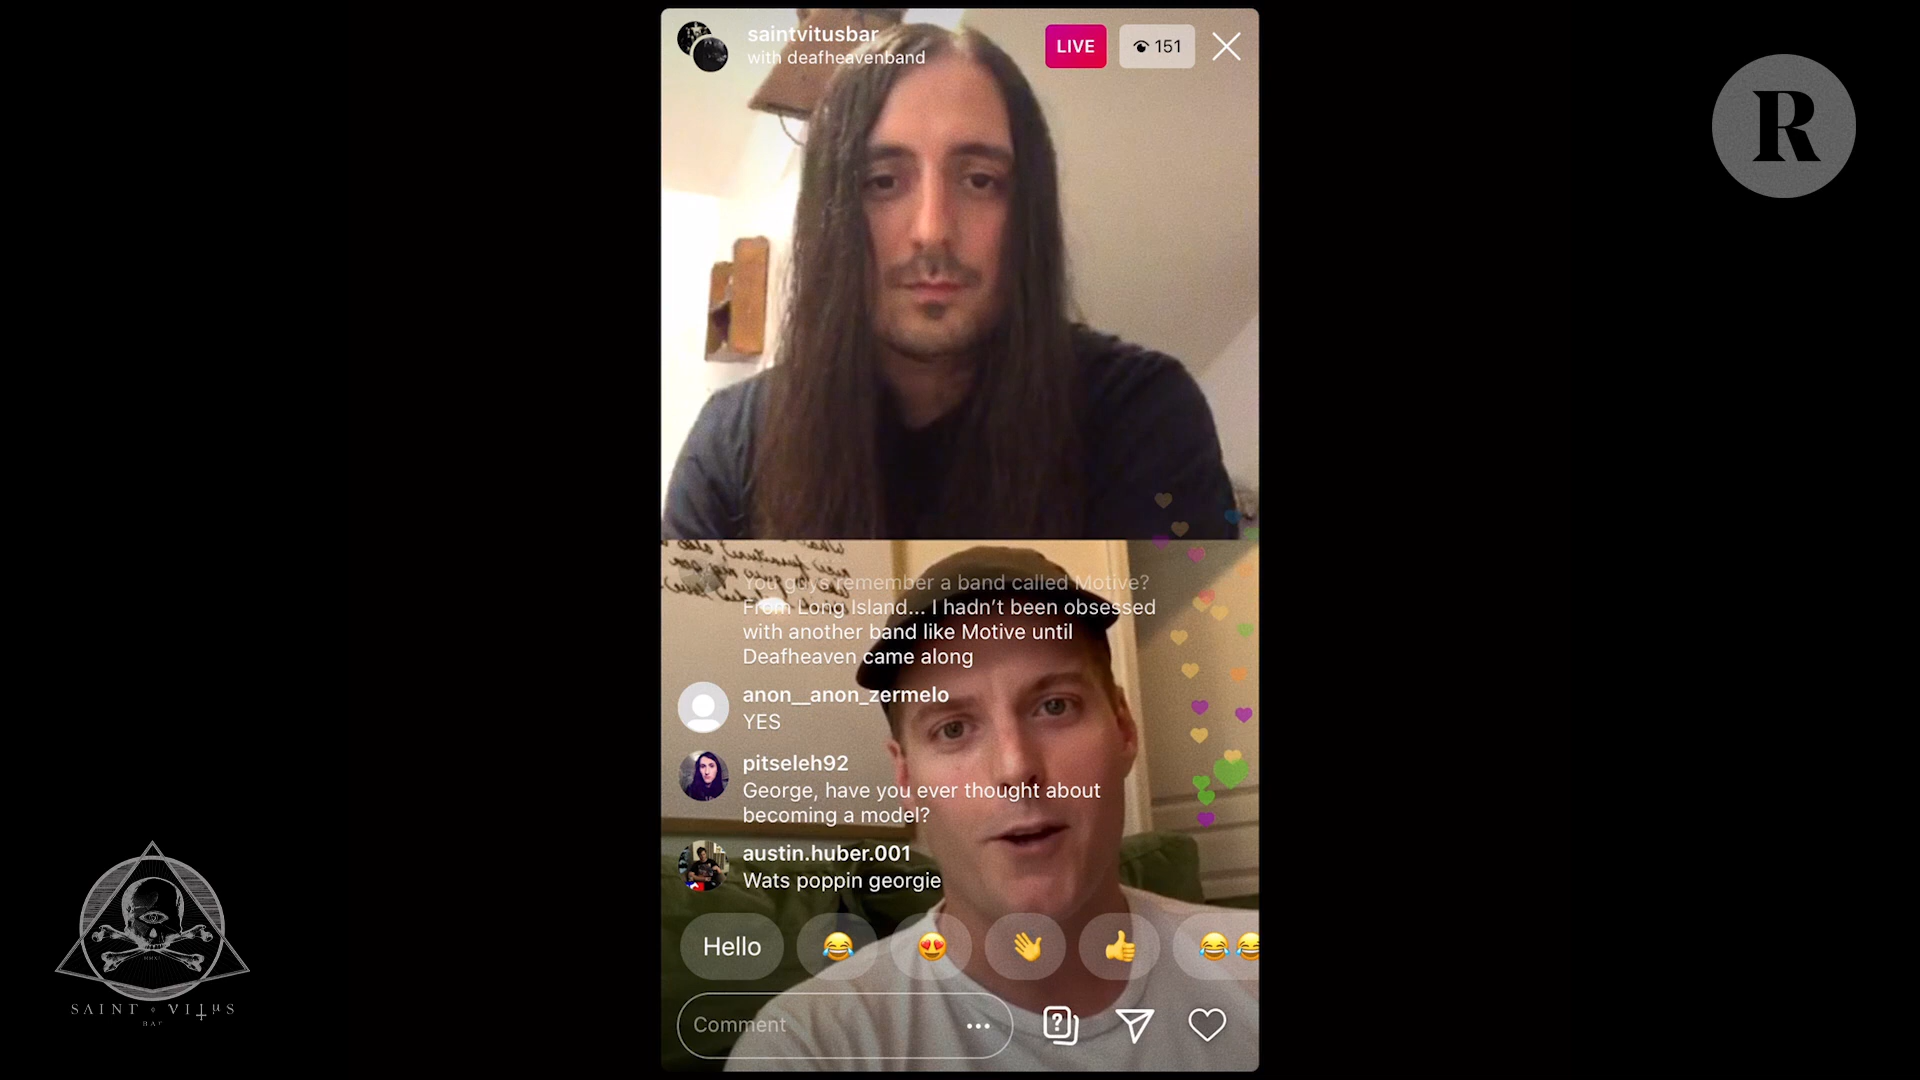 saintvitusbar
with deafheavenband
LIVE
151
R
You guys remember a band called Motive?
From Long Island... I hadn’t been obsessed
with another band like Motive until
Deafheaven came along
anon__anon_zermelo
YES
pitseleh92
George, have you ever thought about
becoming a model?
austin.huber.001
Wats poppin georgie
Hello
Comment
SAINT VITUS
BAR